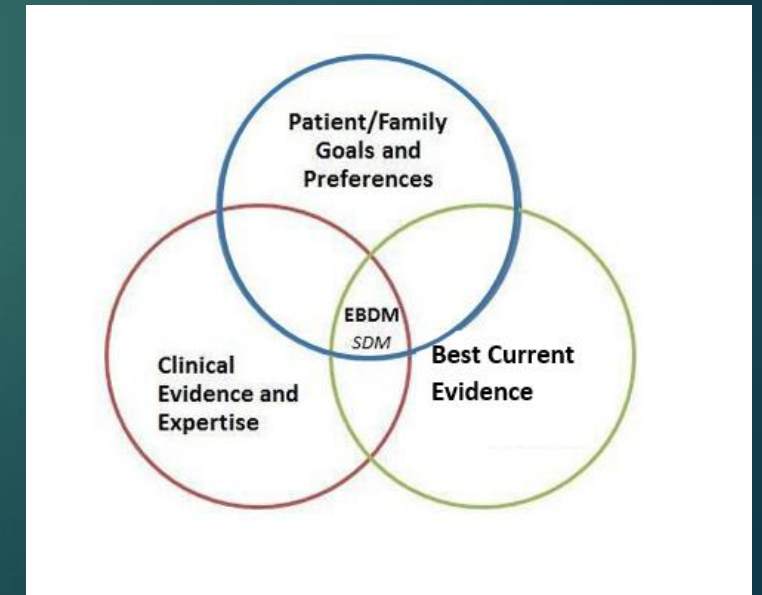 Patient/Family
Goals and
Preferences
EBDM
SDM
Clinical
Evidence and
Expertise
Best Current
Evidence